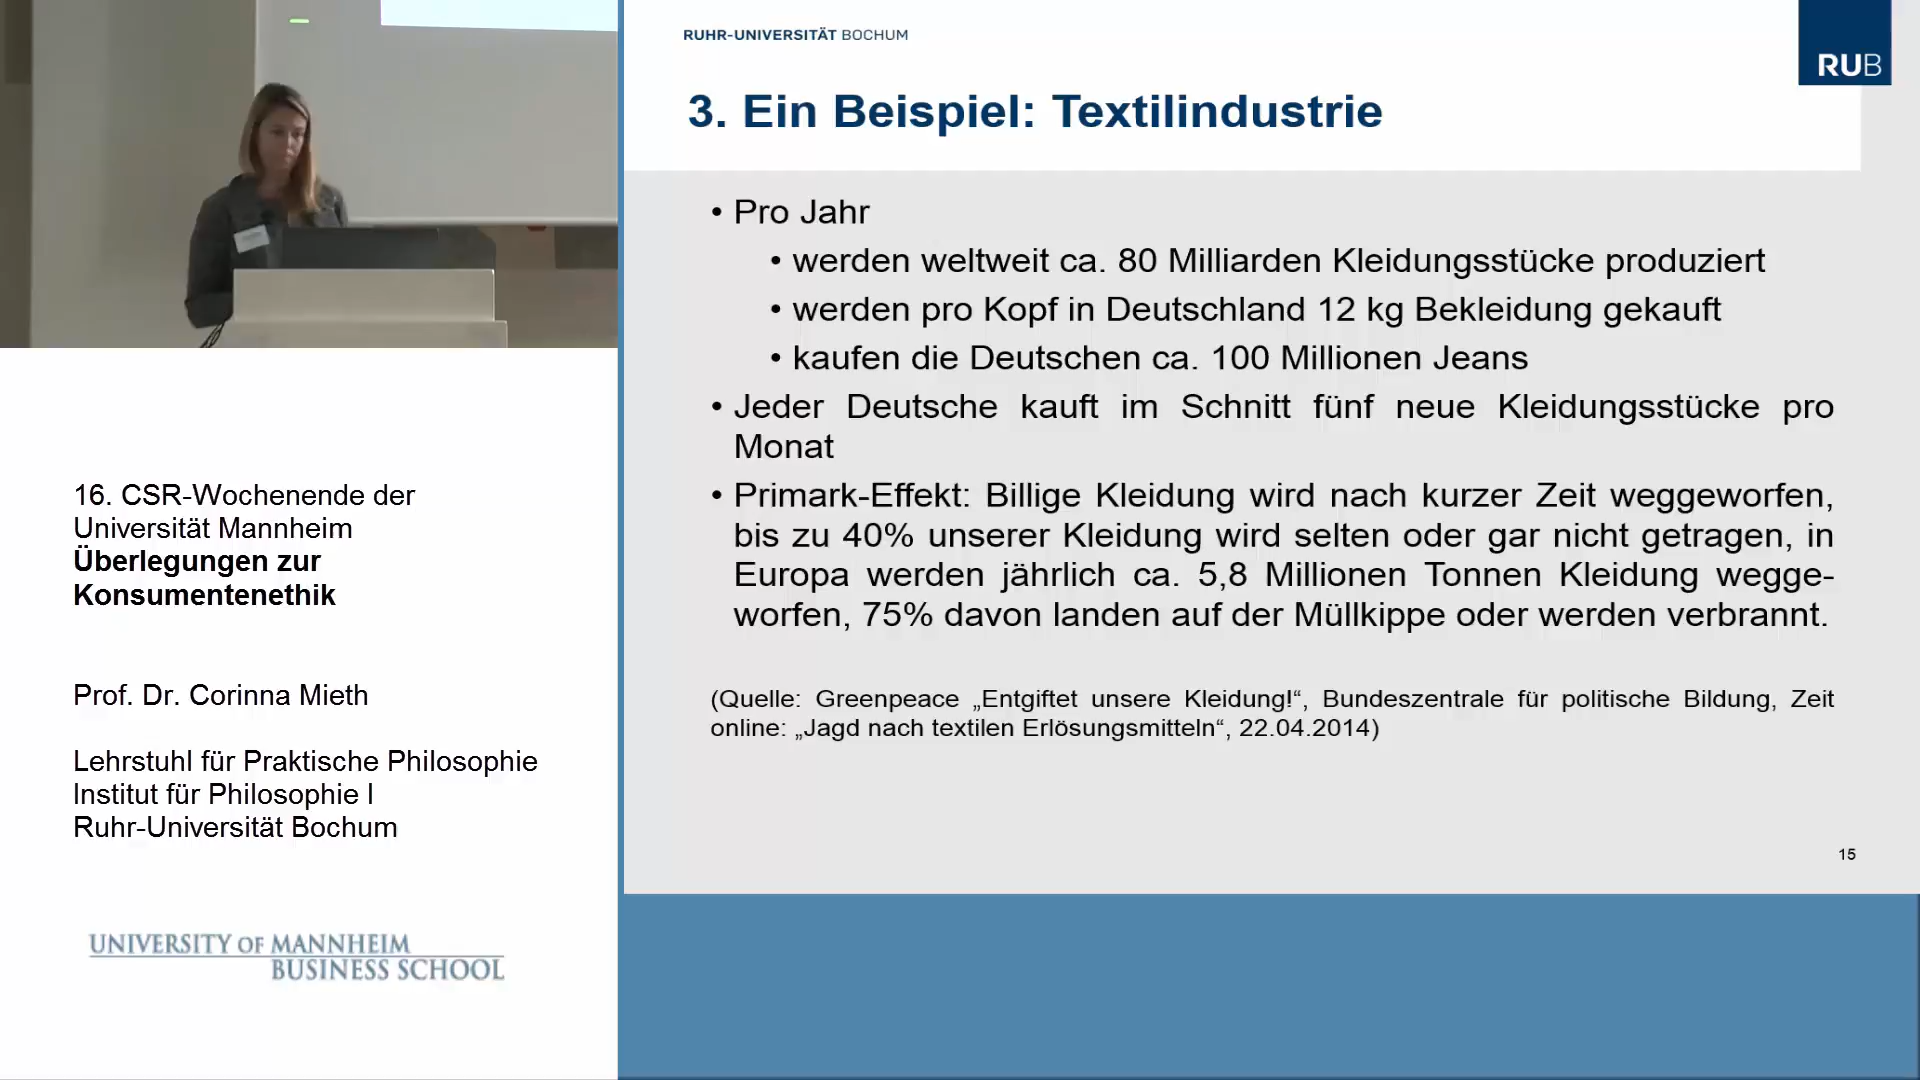 RUHR-UNIVERSITÄT BOCHUM
RUB
3. Ein Beispiel: Textilindustrie
• Pro Jahr
• werden weltweit ca. 80 Milliarden Kleidungsstücke produziert
• werden pro Kopf in Deutschland 12 kg Bekleidung gekauft
• kaufen die Deutschen ca. 100 Millionen Jeans
• Jeder Deutsche kauft im Schnitt fünf neue Kleidungsstücke pro
Monat
• Primark-Effekt: Billige Kleidung wird nach kurzer Zeit weggeworfen,
bis zu 40% unserer Kleidung wird selten oder gar nicht getragen, in
Europa werden jährlich ca. 5,8 Millionen Tonnen Kleidung wegge-
worfen, 75% davon landen auf der Müllkippe oder werden verbrannt.
(Quelle: Greenpeace „Entgiftet unsere Kleidung!“, Bundeszentrale für politische Bildung, Zeit
online: „Jagd nach textilen Erlösungsmitteln“, 22.04.2014)
15
16. CSR-Wochenende der
Universität Mannheim
Überlegungen zur
Konsumentenethik
Prof. Dr. Corinna Mieth
Lehrstuhl für Praktische Philosophie
Institut für Philosophie I
Ruhr-Universität Bochum
UNIVERSITY OF MANNHEIM
BUSINESS SCHOOL